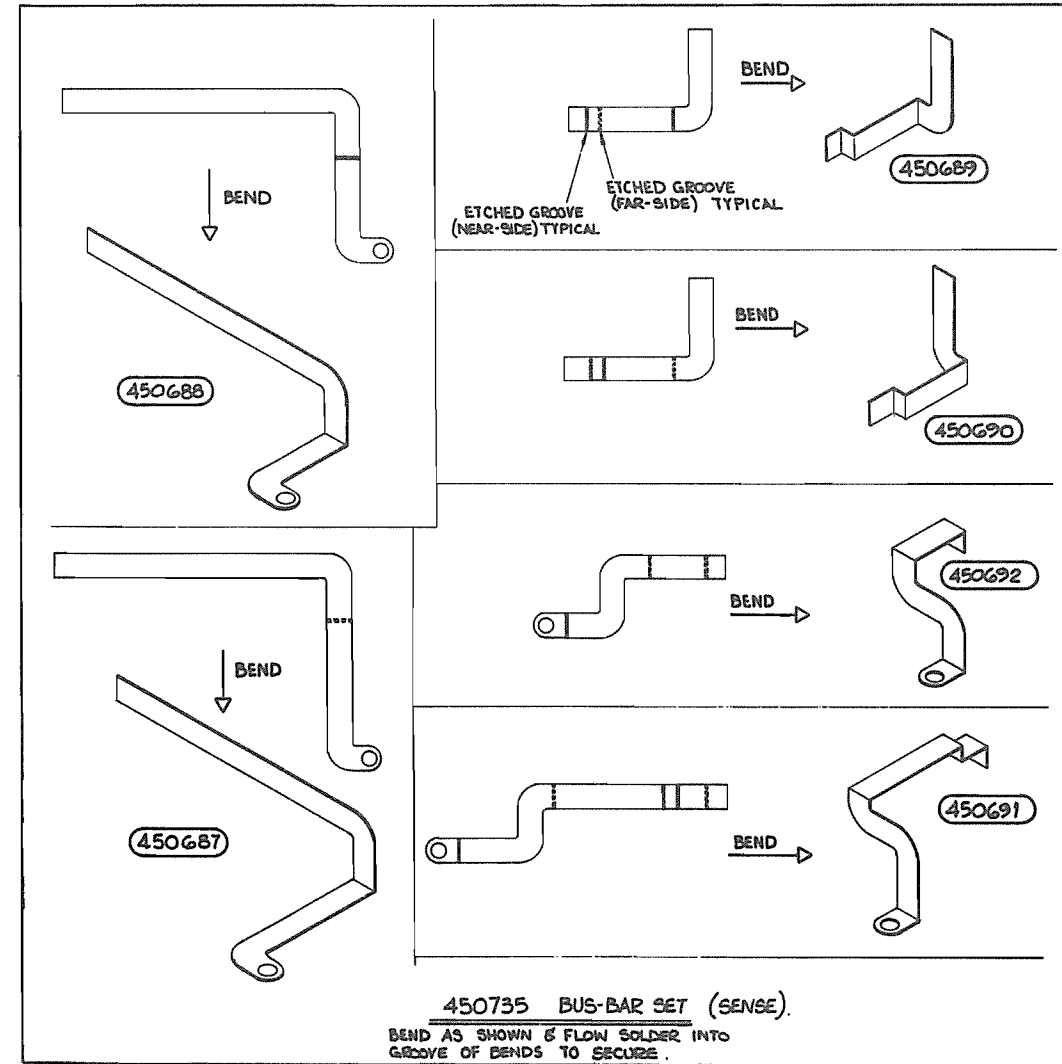 BEND
450688
BEND
450687
BEND
ETCHED GROOVE
(NEAR-SIDE) TYPICAL
ETCHED GROOVE
(FAR-SIDE) TYPICAL
450689
BEND
450690
BEND
450692
BEND
450691
450735 BUS-BAR SET (SENSE).
BEND AS SHOWN & FLOW SOLDER INTO
GROOVE OF BENDS TO SECURE.